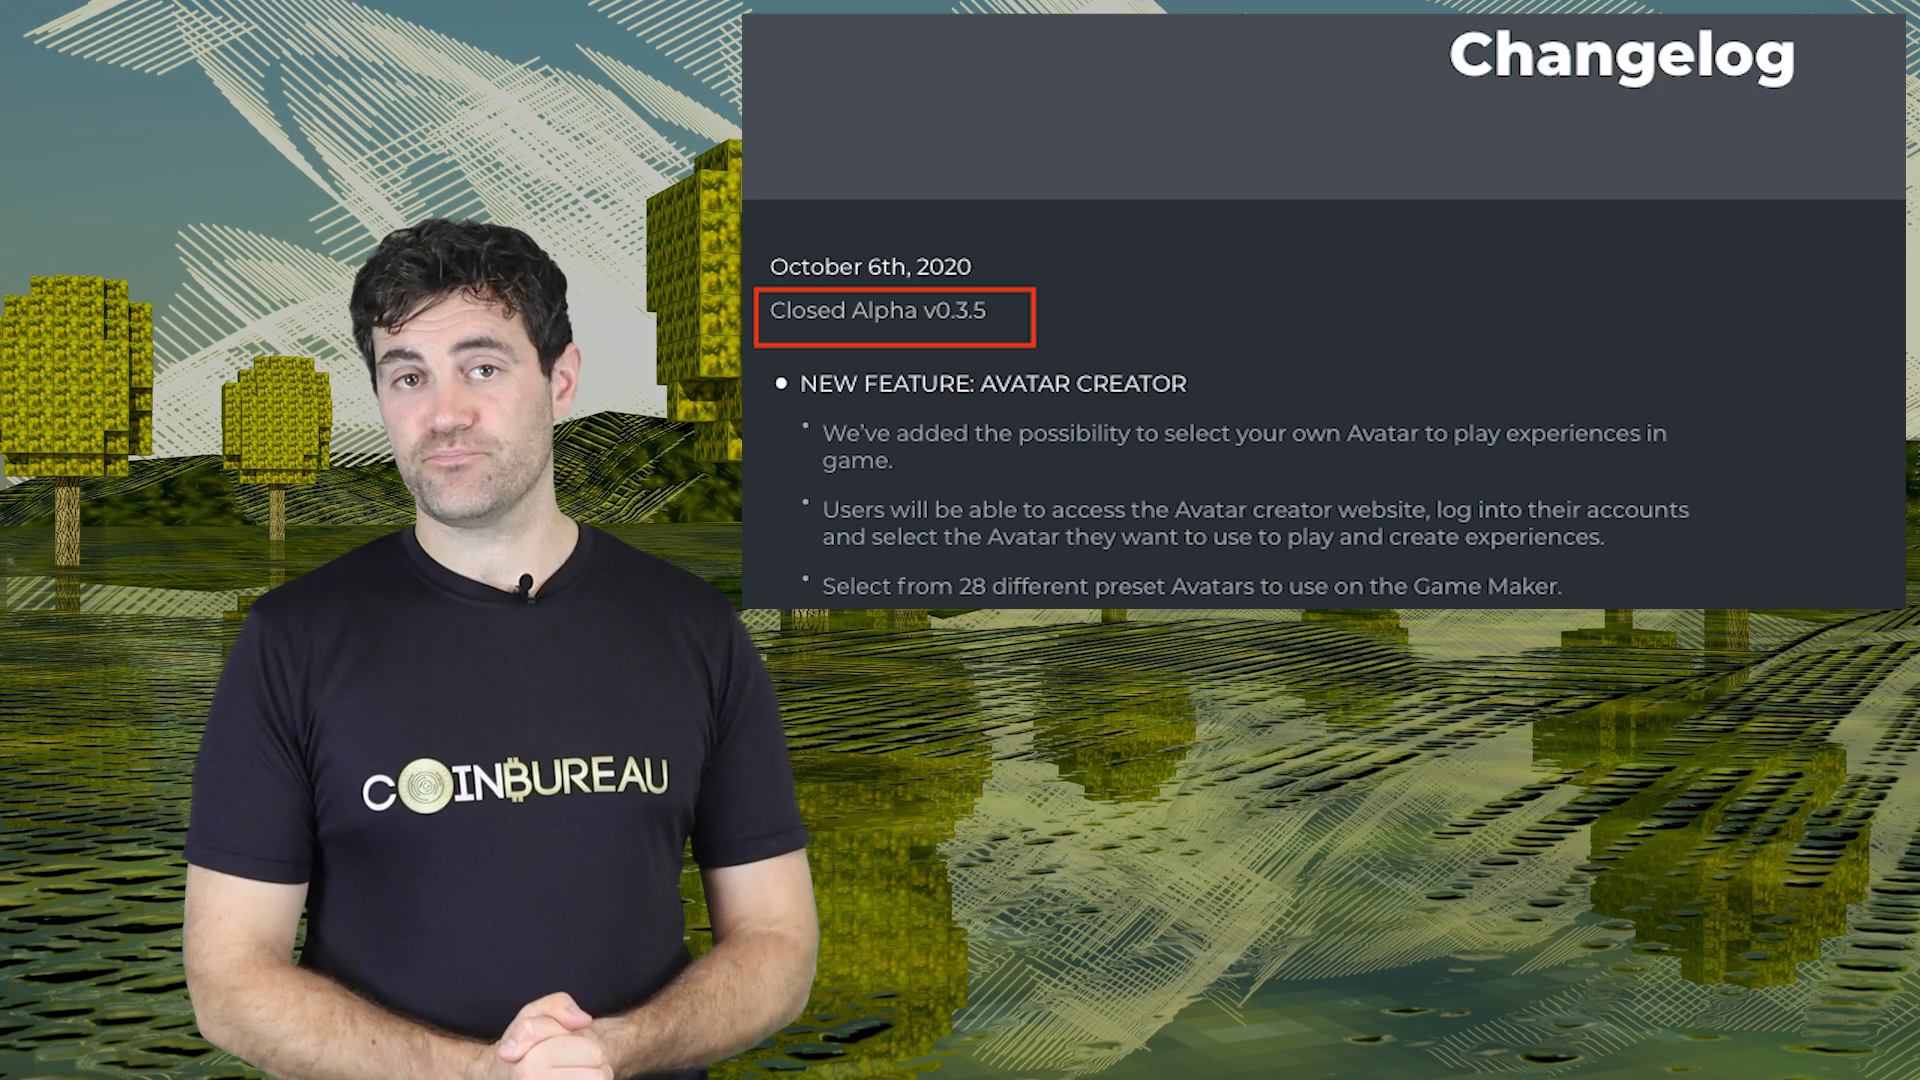 Changelog
October 6th, 2020
Closed Alpha v0.3.5
NEW FEATURE: AVATAR CREATOR
We've added the possibility to select your own Avatar to play experiences in
game.
Users will be able to access the Avatar creator website, log into their accounts
and select the Avatar they want to use to play and create experiences.
Select from 28 different preset Avatars to use on the Game Maker.
COINBUREAU